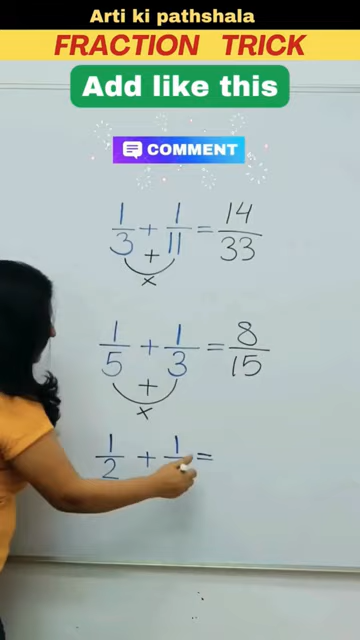 Arti ki pathshala
FRACTION TRICK
Add like this
COMMENT
1/3 + 1/11 = 14/33
+
×
1/5 + 1/3 = 8/15
+
×
1/2 + 1/ =